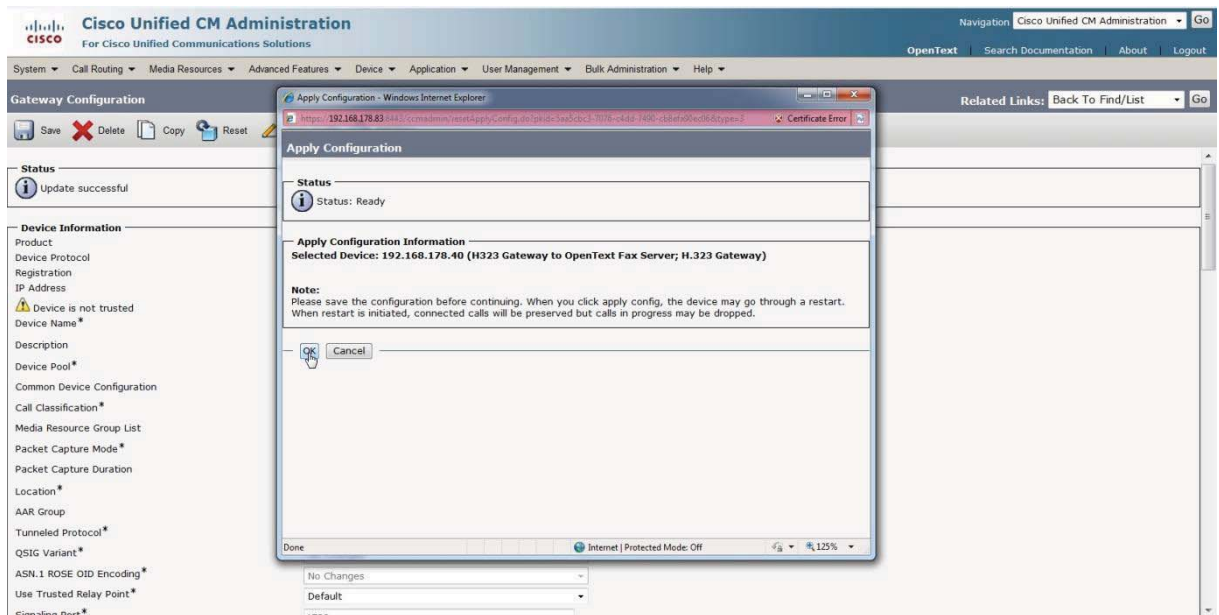 Cisco Unified CM Administration
CISCO
For Cisco Unified Communications Solutions
Navigation Cisco Unified CM Administration Go
OpenText Search Documentation About Logout
System Call Routing Media Resources Advanced Features Device Application User Management Bulk Administration Help
Gateway Configuration
Related Links: Back To Find/List Go
Save Delete Copy Reset
Status
Update successful
Device Information
Product
Device Protocol
Registration
IP Address
Device is not trusted
Device Name*
Description
Device Pool*
Common Device Configuration
Call Classification*
Media Resource Group List
Packet Capture Mode*
Packet Capture Duration
Location*
AAR Group
Tunneled Protocol*
QSIG Variant*
ASN.1 ROSE OID Encoding*
No Changes
Use Trusted Relay Point*
Default
Signaling Port*
Apply Configuration - Windows Internet Explorer
192.168.178.83
Certificate Error
Apply Configuration
Status
Status: Ready
Apply Configuration Information
Selected Device: 192.168.178.40 (H323 Gateway to OpenText Fax Server; H.323 Gateway)
Note:
Please save the configuration before continuing. When you click apply config, the device may go through a restart.
When restart is initiated, connected calls will be preserved but calls in progress may be dropped.
OK Cancel
Done
Internet | Protected Mode: Off
125%